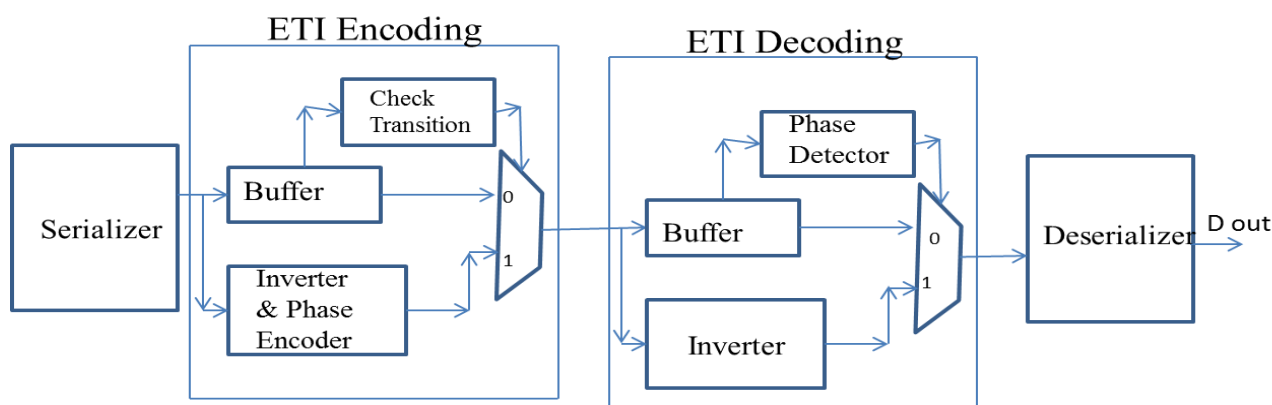 ETI Encoding
ETI Decoding
Check
Transition
Phase
Detector
Serializer
Buffer
0
1
Inverter
& Phase
Encoder
Buffer
0
1
Inverter
Deserializer
D out